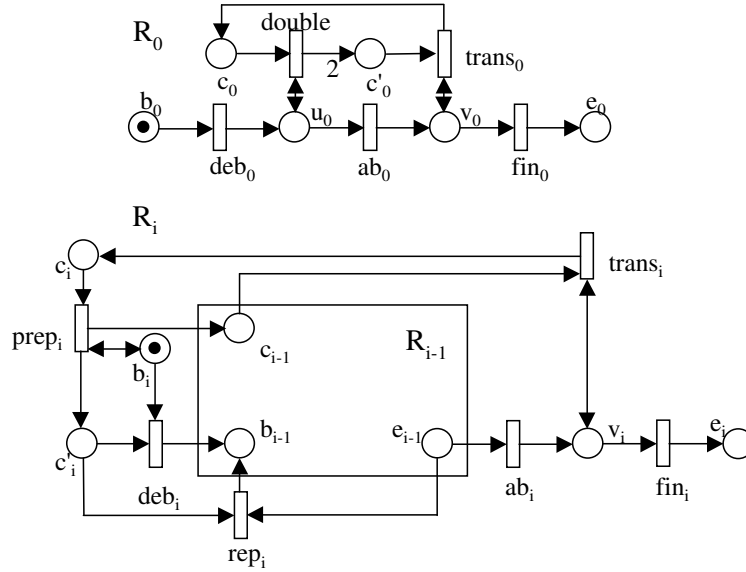 double
R₀
trans₀
2
c₀
c'₀
b₀
u₀
v₀
e₀
deb₀
ab₀
fin₀
Rᵢ
cᵢ
transᵢ
prepᵢ
Rᵢ₋₁
cᵢ₋₁
bᵢ
c'ᵢ
bᵢ₋₁
eᵢ₋₁
vᵢ
eᵢ
debᵢ
abᵢ
finᵢ
repᵢ